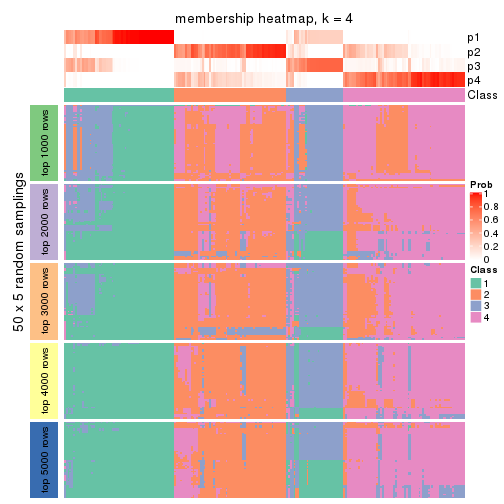 membership heatmap, k = 4
p1
p2
p3
p4
Class
50 x 5 random samplings
top 1000 rows
top 2000 rows
top 3000 rows
top 4000 rows
top 5000 rows
Prob
1
0.8
0.6
0.4
0.2
0
Class
1
2
3
4